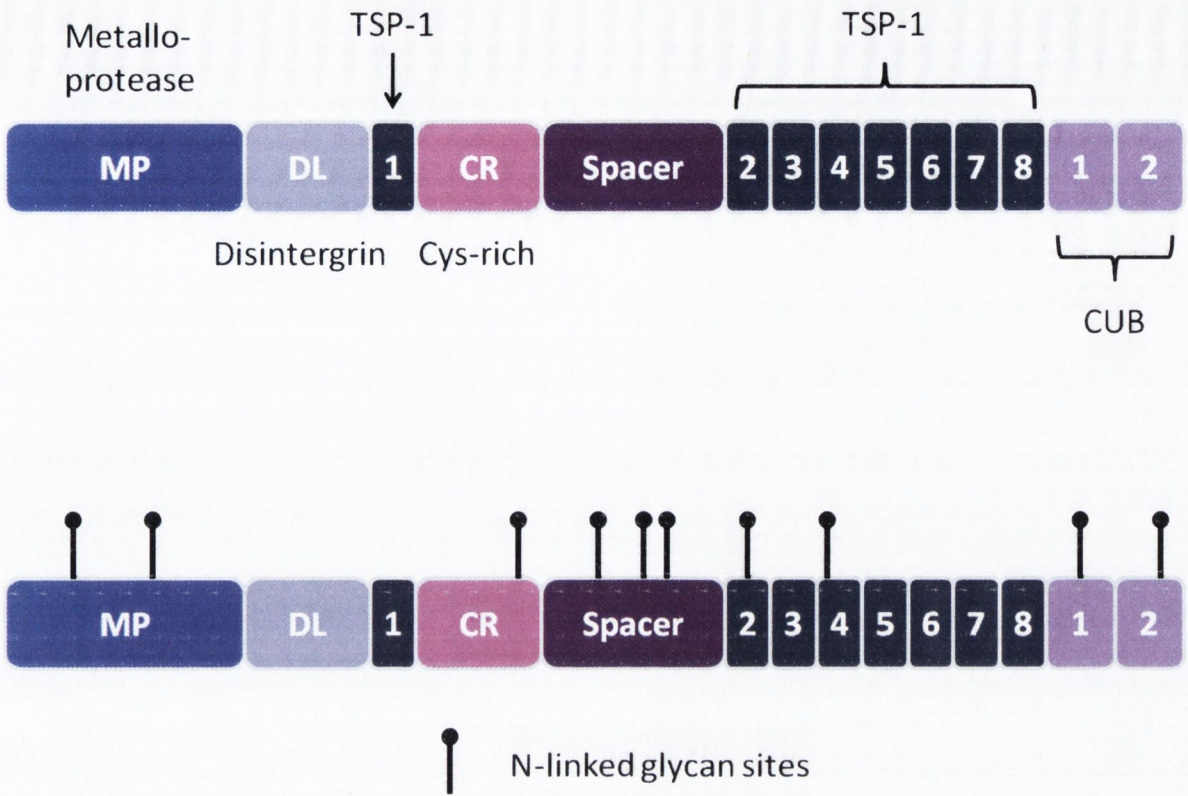 Metallo-
protease
TSP-1
TSP-1
MP
DL
1
CR
Spacer
2
3
4
5
6
7
8
1
2
Disintergrin
Cys-rich
CUB
MP
DL
1
CR
Spacer
2
3
4
5
6
7
8
1
2
N-linked glycan sites